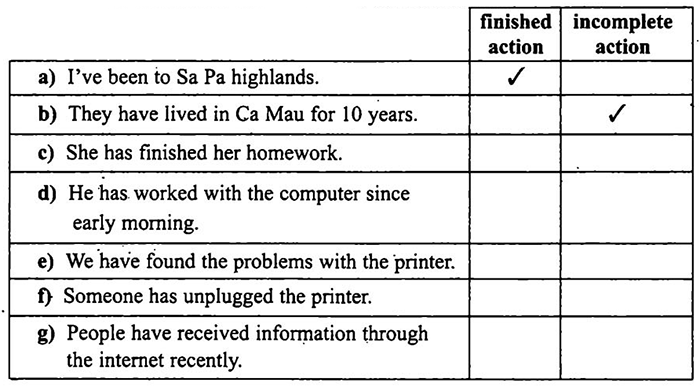 finished incomplete
action action
a) I've been to Sa Pa highlands. ✓
b) They have lived in Ca Mau for 10 years. ✓
c) She has finished her homework.
d) He has worked with the computer since
early morning.
e) We have found the problems with the printer.
f) Someone has unplugged the printer.
g) People have received information through
the internet recently.